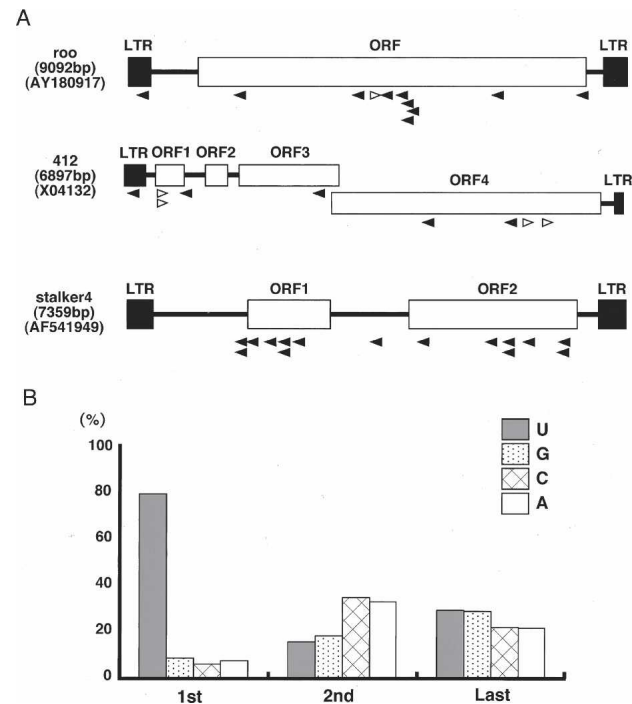 A
roo
(9092bp)
(AY180917)
LTR ORF LTR
412
(6897bp)
(X04132)
LTR ORF1 ORF2 ORF3
ORF4 LTR
stalker4
(7359bp)
(AF541949)
LTR ORF1 ORF2 LTR
B
(%)
100
80
60
40
20
0
U
G
C
A
1st 2nd Last